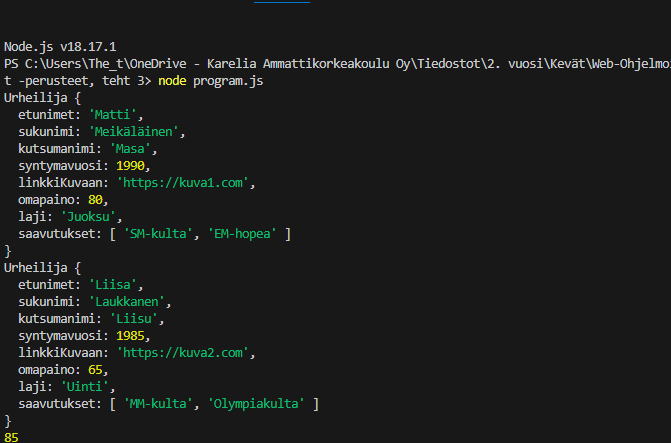 Node.js v18.17.1
PS C:\Users\The_t\OneDrive - Karelia Ammattikorkeakoulu Oy\Tiedostot\2. vuosi\Kevät\Web-Ohjelmoi
t -perusteet, teht 3> node program.js
Urheilija {
  etunimet: 'Matti',
  sukunimi: 'Meikäläinen',
  kutsumanimi: 'Masa',
  syntymavuosi: 1990,
  linkkiKuvaan: 'https://kuva1.com',
  omapaino: 80,
  laji: 'Juoksu',
  saavutukset: [ 'SM-kulta', 'EM-hopea' ]
}
Urheilija {
  etunimet: 'Liisa',
  sukunimi: 'Laukkanen',
  kutsumanimi: 'Liisu',
  syntymavuosi: 1985,
  linkkiKuvaan: 'https://kuva2.com',
  omapaino: 65,
  laji: 'Uinti',
  saavutukset: [ 'MM-kulta', 'Olympiakulta' ]
}
85